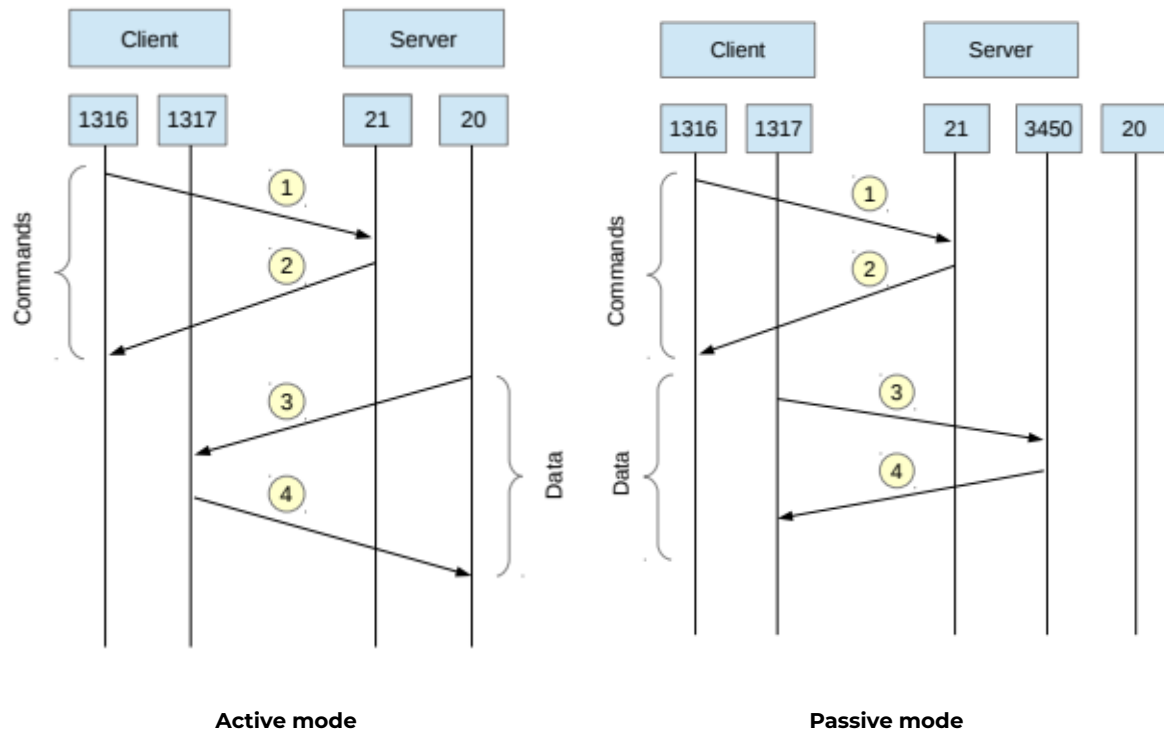 Client
Server
1316
1317
21
20
Commands
1
2
3
4
Data
Active mode
Client
Server
1316
1317
21
3450
20
Commands
1
2
Data
3
4
Passive mode